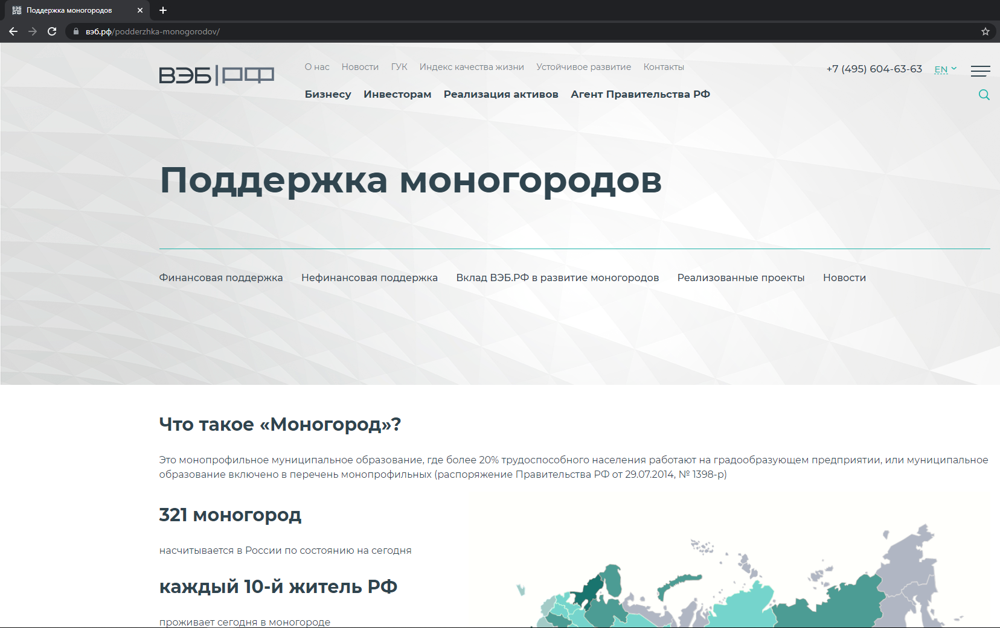 Поддержка моногородов
вэб.рф/podderzhka-monogorodov/
ВЭБ|РФ
О нас Новости ГУК Индекс качества жизни Устойчивое развитие Контакты
+7 (495) 604-63-63 EN
Бизнесу Инвесторам Реализация активов Агент Правительства РФ
Поддержка моногородов
Финансовая поддержка Нефинансовая поддержка Вклад ВЭБ.РФ в развитие моногородов Реализованные проекты Новости
Что такое «Моногород»?
Это монопрофильное муниципальное образование, где более 20% трудоспособного населения работают на градообразующем предприятии, или муниципальное
образование включено в перечень монопрофильных (распоряжение Правительства РФ от 29.07.2014, № 1398-р)
321 моногород
насчитывается в России по состоянию на сегодня
каждый 10-й житель РФ
проживает сегодня в моногороде